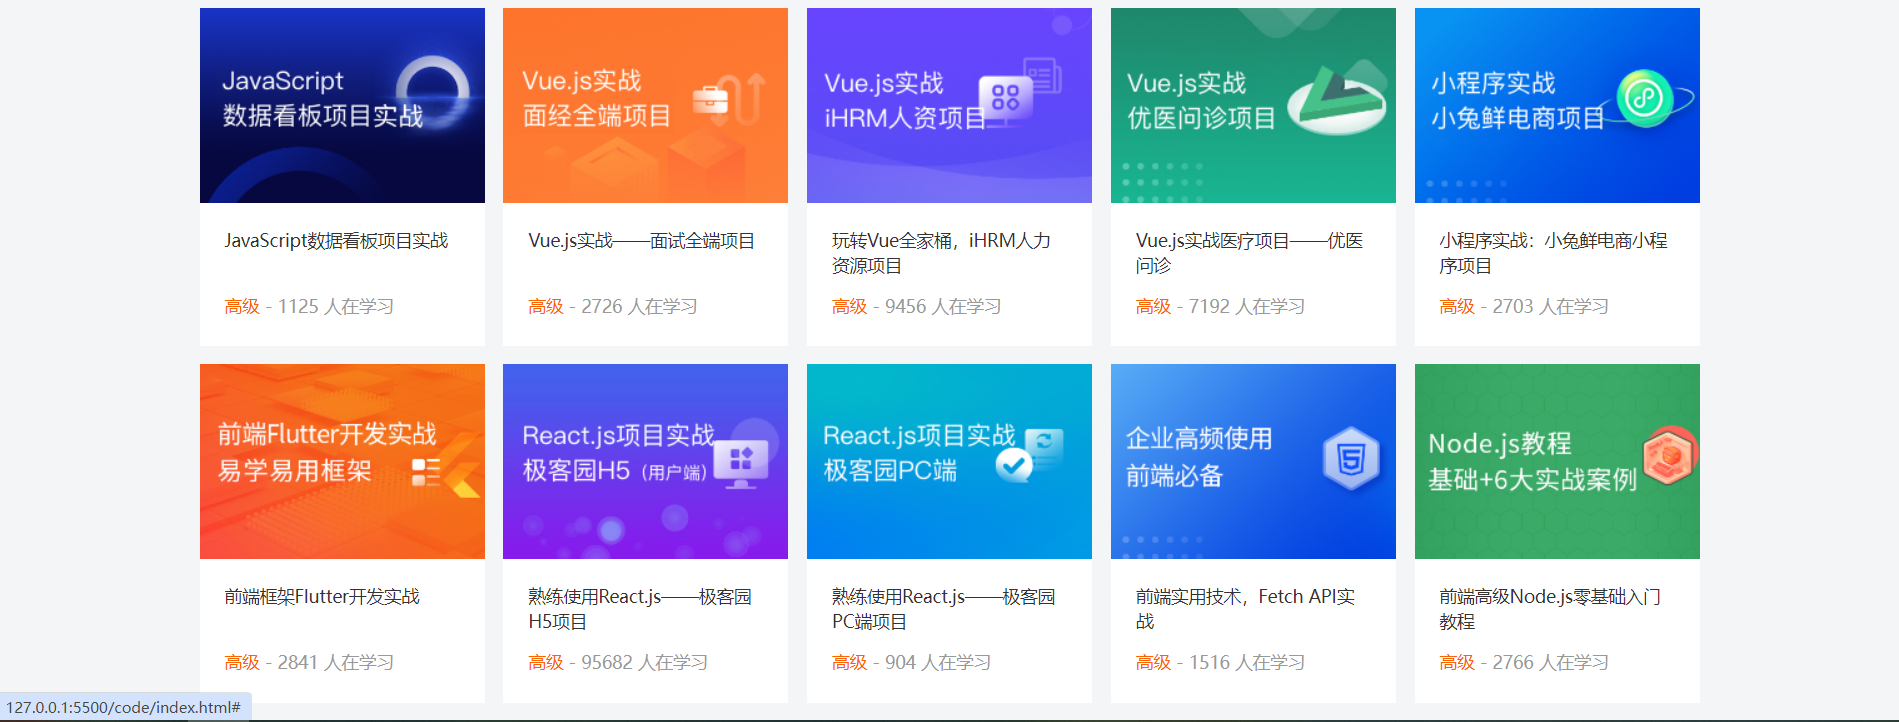 JavaScript
数据看板项目实战
Vue.js实战
面经全端项目
Vue.js实战
iHRM人资项目
Vue.js实战
优医问诊项目
小程序实战
小兔鲜电商项目
JavaScript数据看板项目实战
高级 - 1125 人在学习
Vue.js实战——面试全端项目
高级 - 2726 人在学习
玩转Vue全家桶，iHRM人力
资源项目
高级 - 9456 人在学习
Vue.js实战医疗项目——优医
问诊
高级 - 7192 人在学习
小程序实战：小兔鲜电商小程
序项目
高级 - 2703 人在学习
前端Flutter开发实战
易学易用框架
React.js项目实战
极客园H5（用户端）
React.js项目实战
极客园PC端
企业高频使用
前端必备
Node.js教程
基础+6大实战案例
前端框架Flutter开发实战
高级 - 2841 人在学习
熟练使用React.js——极客园
H5项目
高级 - 95682 人在学习
熟练使用React.js——极客园
PC端项目
高级 - 904 人在学习
前端实用技术，Fetch API实
战
高级 - 1516 人在学习
前端高级Node.js零基础入门
教程
高级 - 2766 人在学习
127.0.0.1:5500/code/index.html#